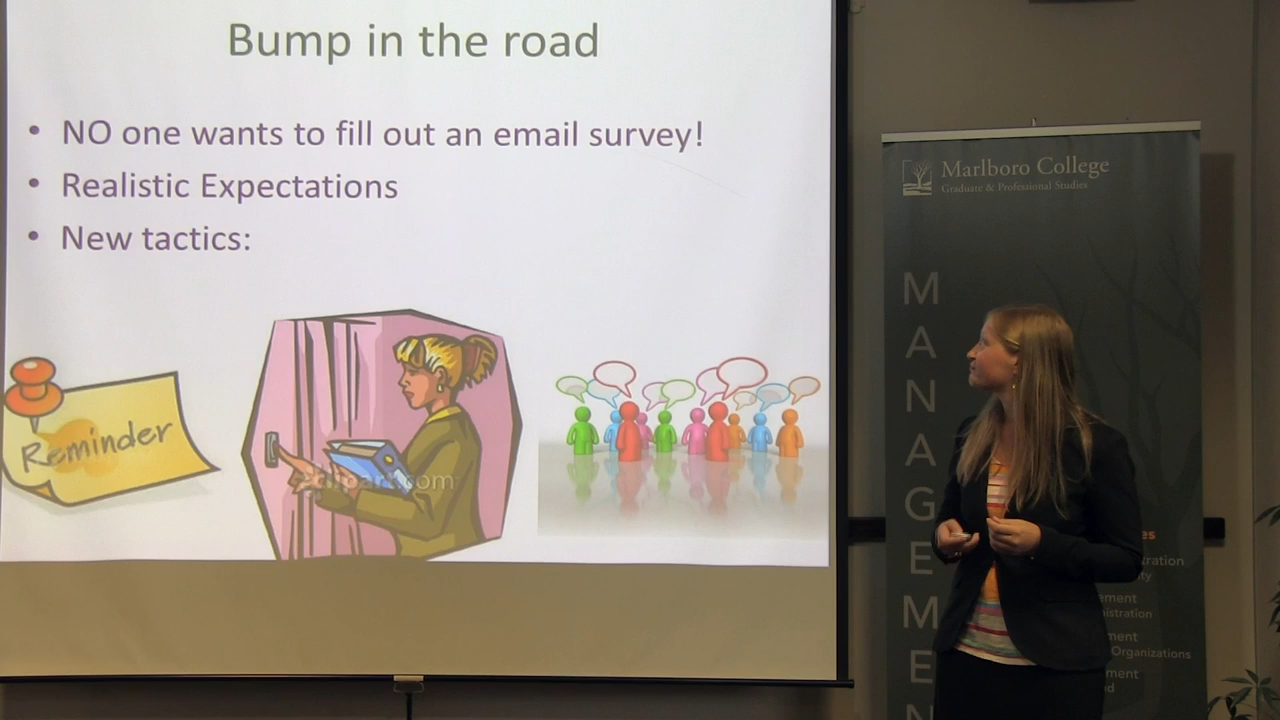 Bump in the road
• NO one wants to fill out an email survey!
• Realistic Expectations
• New tactics:
Reminder
Marlboro College
Graduate & Professional Studies
MANAGEMEN